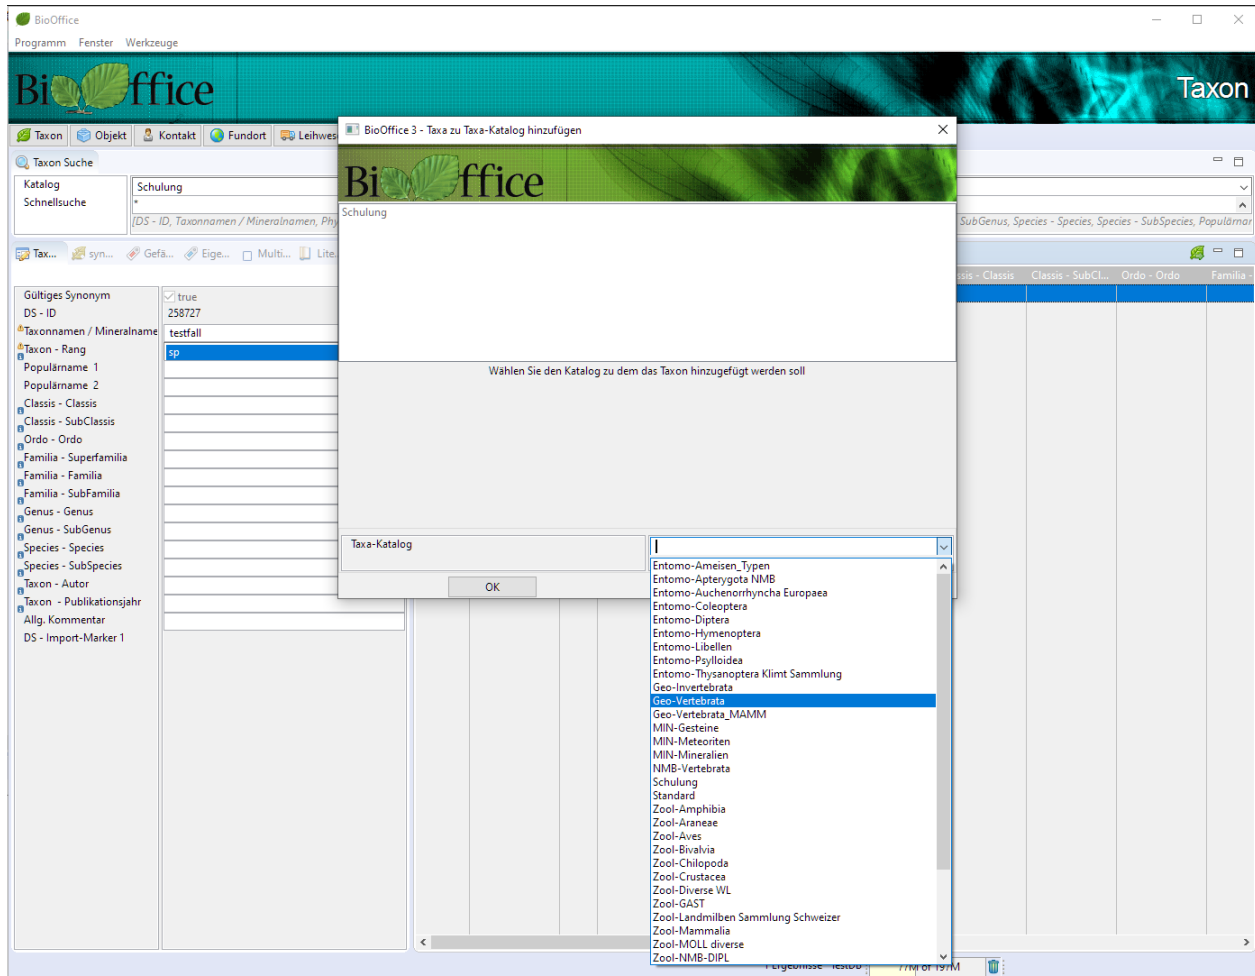 BioOffice
Programm Fenster Werkzeuge
BioOffice
Taxon
Taxon Objekt Kontakt Fundort Leihwes
BioOffice 3 - Taxa zu Taxa-Katalog hinzufügen
BioOffice
Taxon Suche
Katalog Schulung
Schnellsuche *
[DS - ID, Taxonnamen / Mineralnamen, Phy
SubGenus, Species - Species, Species - SubSpecies, Populärnar
Schulung
Tax... syn... Gefä... Eige... Multi... Lite.
ssis - Classis Classis - SubCl... Ordo - Ordo Familia -
Gültiges Synonym true
DS - ID 258727
Taxonnamen / Mineralname testfall
Taxon - Rang sp
Populärname 1
Populärname 2
Classis - Classis
Classis - SubClassis
Ordo - Ordo
Familia - Superfamilia
Familia - Familia
Familia - SubFamilia
Genus - Genus
Genus - SubGenus
Species - Species
Species - SubSpecies
Taxon - Autor
Taxon - Publikationsjahr
Allg. Kommentar
DS - Import-Marker 1
Wählen Sie den Katalog zu dem das Taxon hinzugefügt werden soll
Taxa-Katalog
OK
Entomo-Ameisen_Typen
Entomo-Apterygota NMB
Entomo-Auchenorrhyncha Europaea
Entomo-Coleoptera
Entomo-Diptera
Entomo-Hymenoptera
Entomo-Libellen
Entomo-Psylloidea
Entomo-Thysanoptera Klimt Sammlung
Geo-Invertebrata
Geo-Vertebrata
Geo-Vertebrata_MAMM
MIN-Gesteine
MIN-Meteoriten
MIN-Mineralien
NMB-Vertebrata
Schulung
Standard
Zool-Amphibia
Zool-Araneae
Zool-Aves
Zool-Bivalvia
Zool-Chilopoda
Zool-Crustacea
Zool-Diverse WL
Zool-GAST
Zool-Landmilben Sammlung Schweizer
Zool-Mammalia
Zool-MOLL diverse
Zool-NMB-DIPL
1 Ergebnisse TestDB 77M of 197M